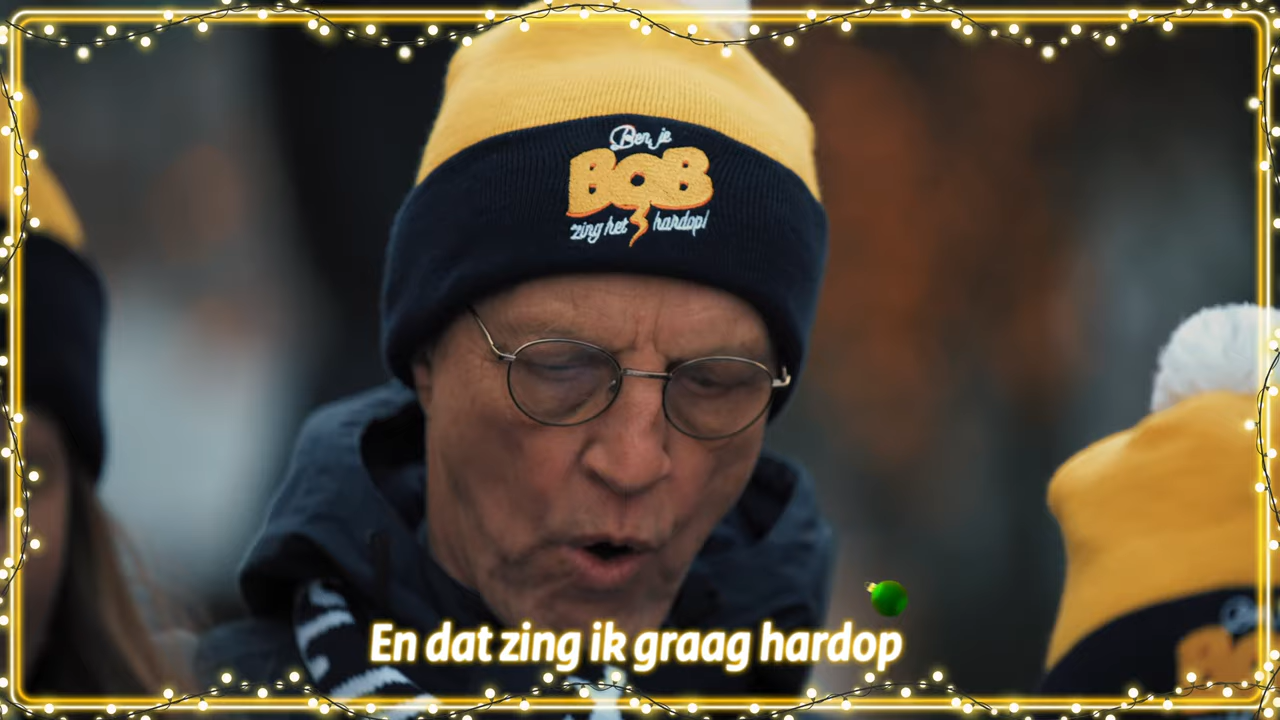 Ben je
BOB
zing het hardop!
En dat zing ik graag hardop